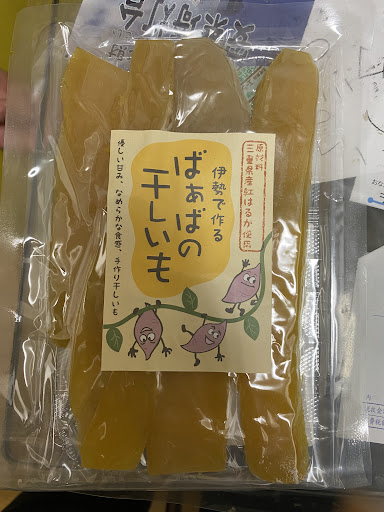 原材料
三重県産紅はるか使用
伊勢で作る
ばぁばの
干しいも
優しい甘み、なめらかな食感、手作り干しいも